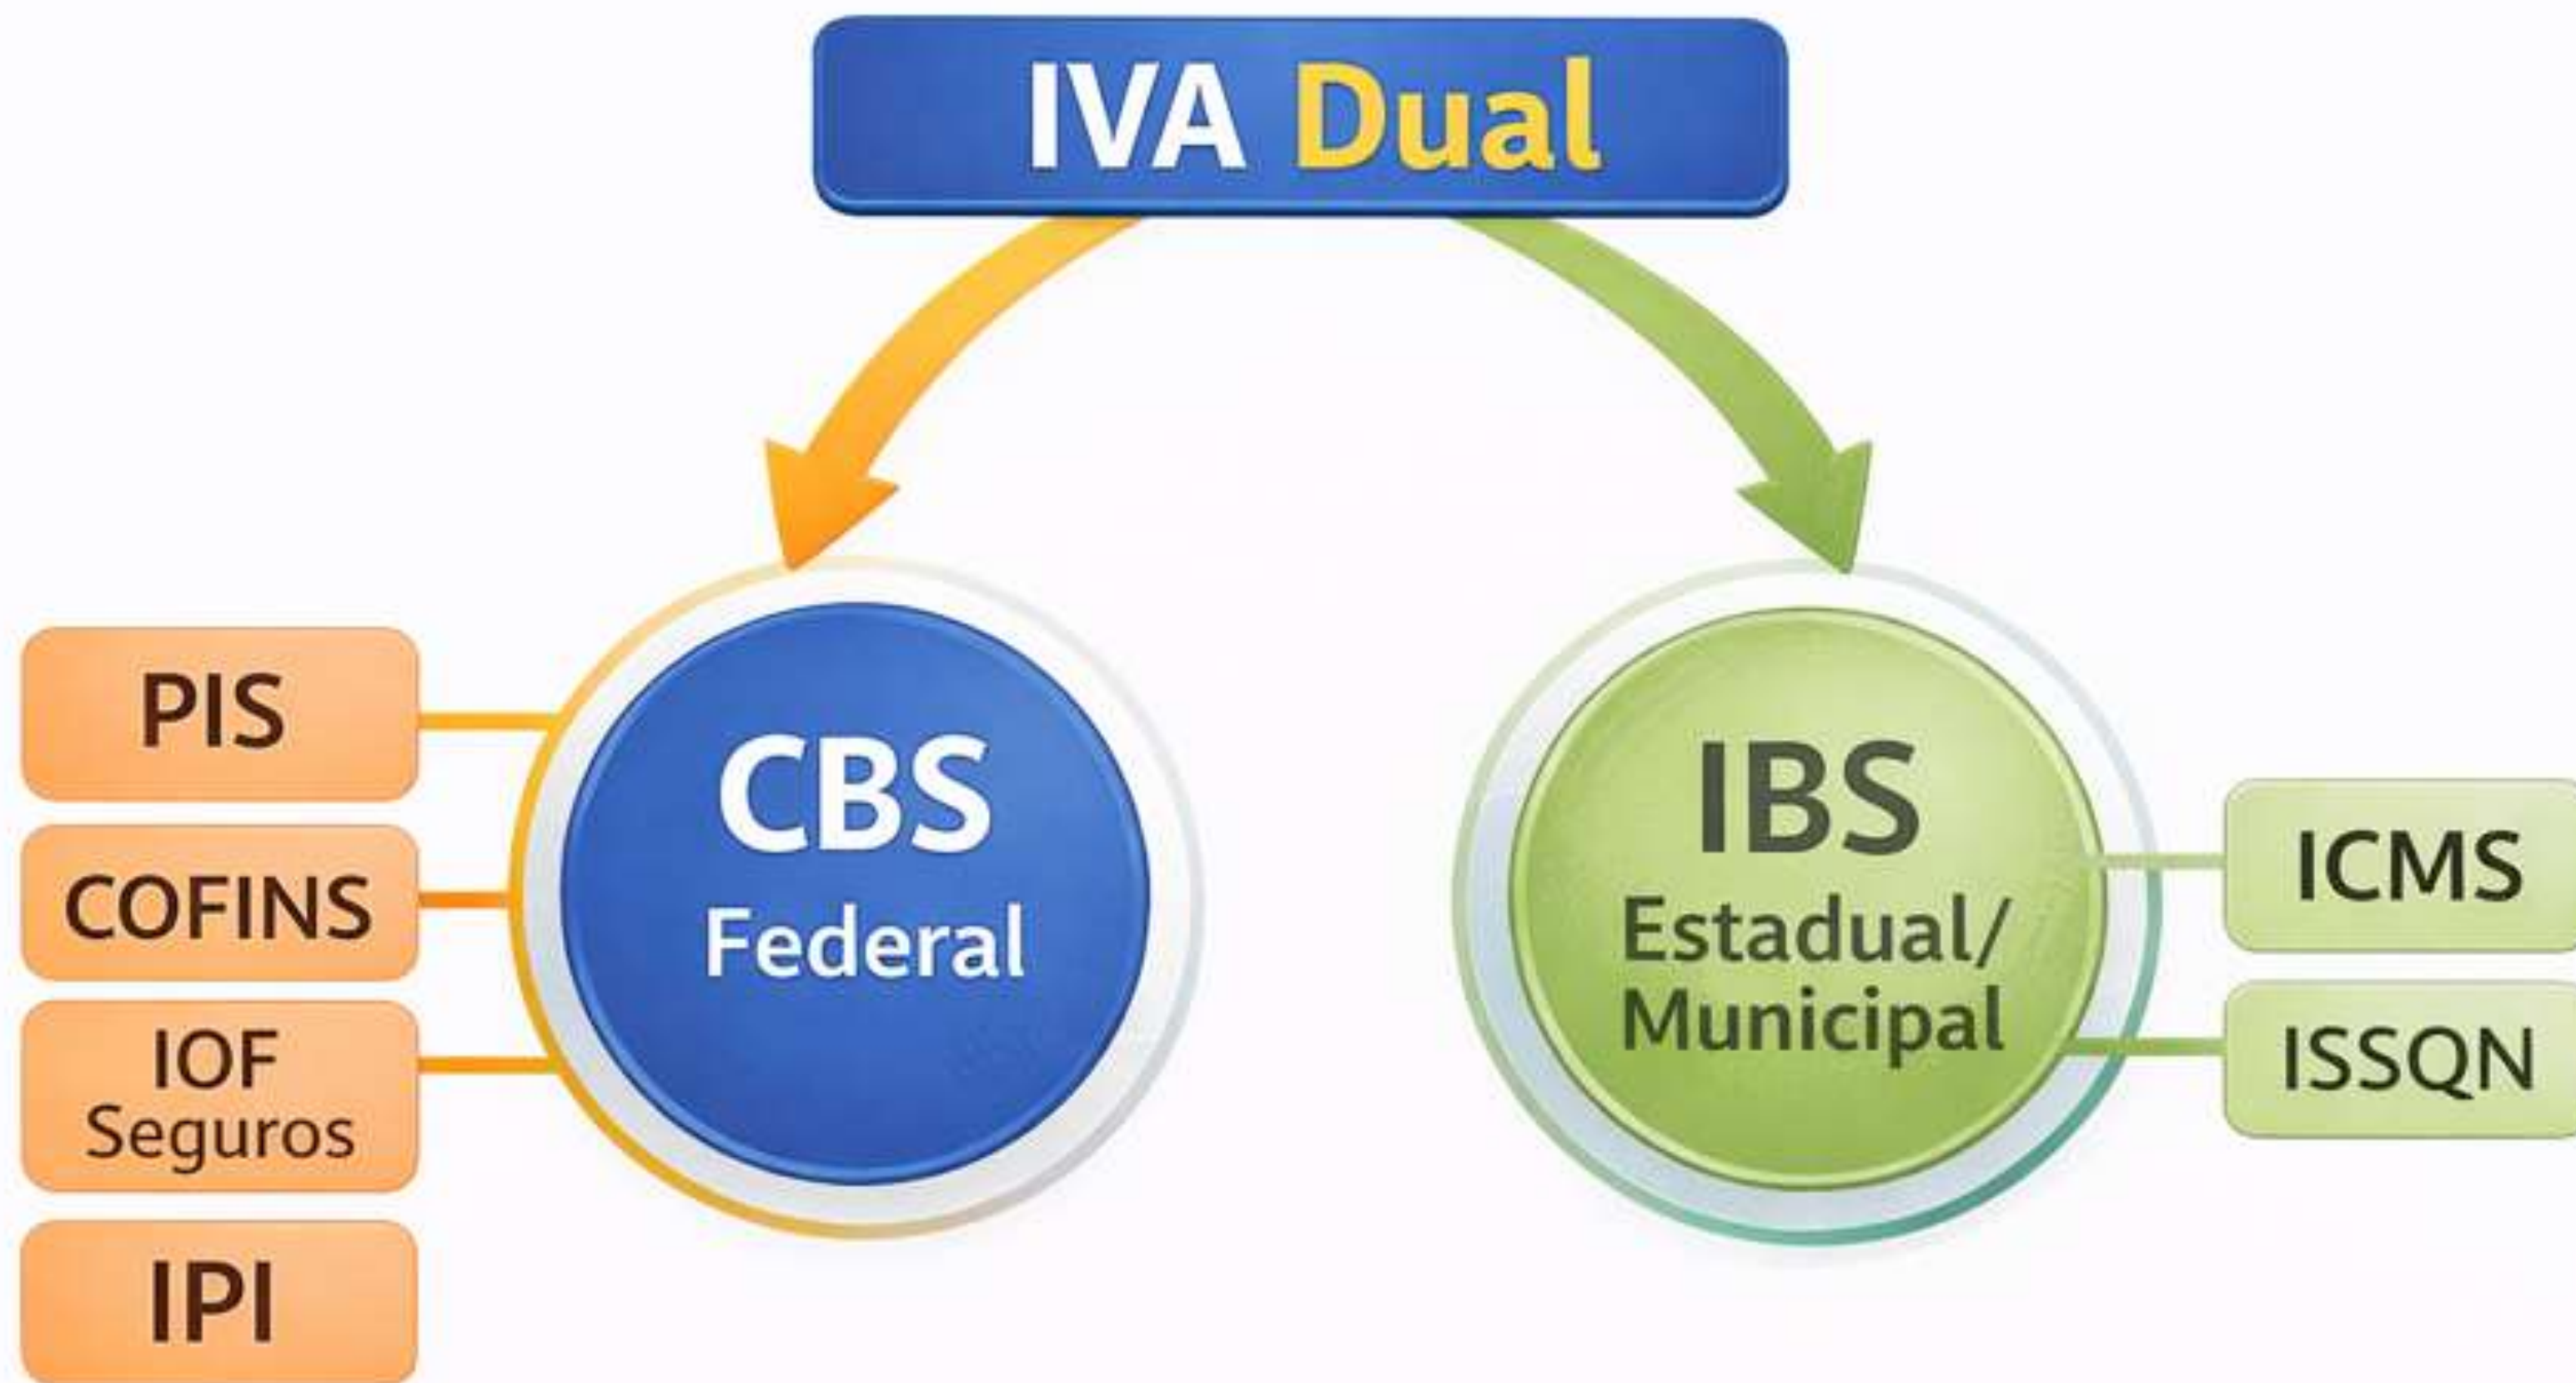 IVA Dual
PIS
COFINS
IOF
Seguros
IPI
CBS
Federal
IBS
Estadual/
Municipal
ICMS
ISSQN